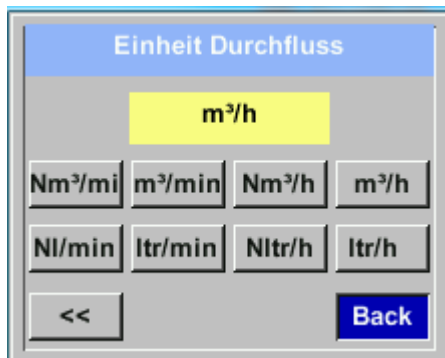 Einheit Durchfluss
m³/h
Nm³/mi m³/min Nm³/h m³/h
Nl/min ltr/min Nltr/h ltr/h
<< Back